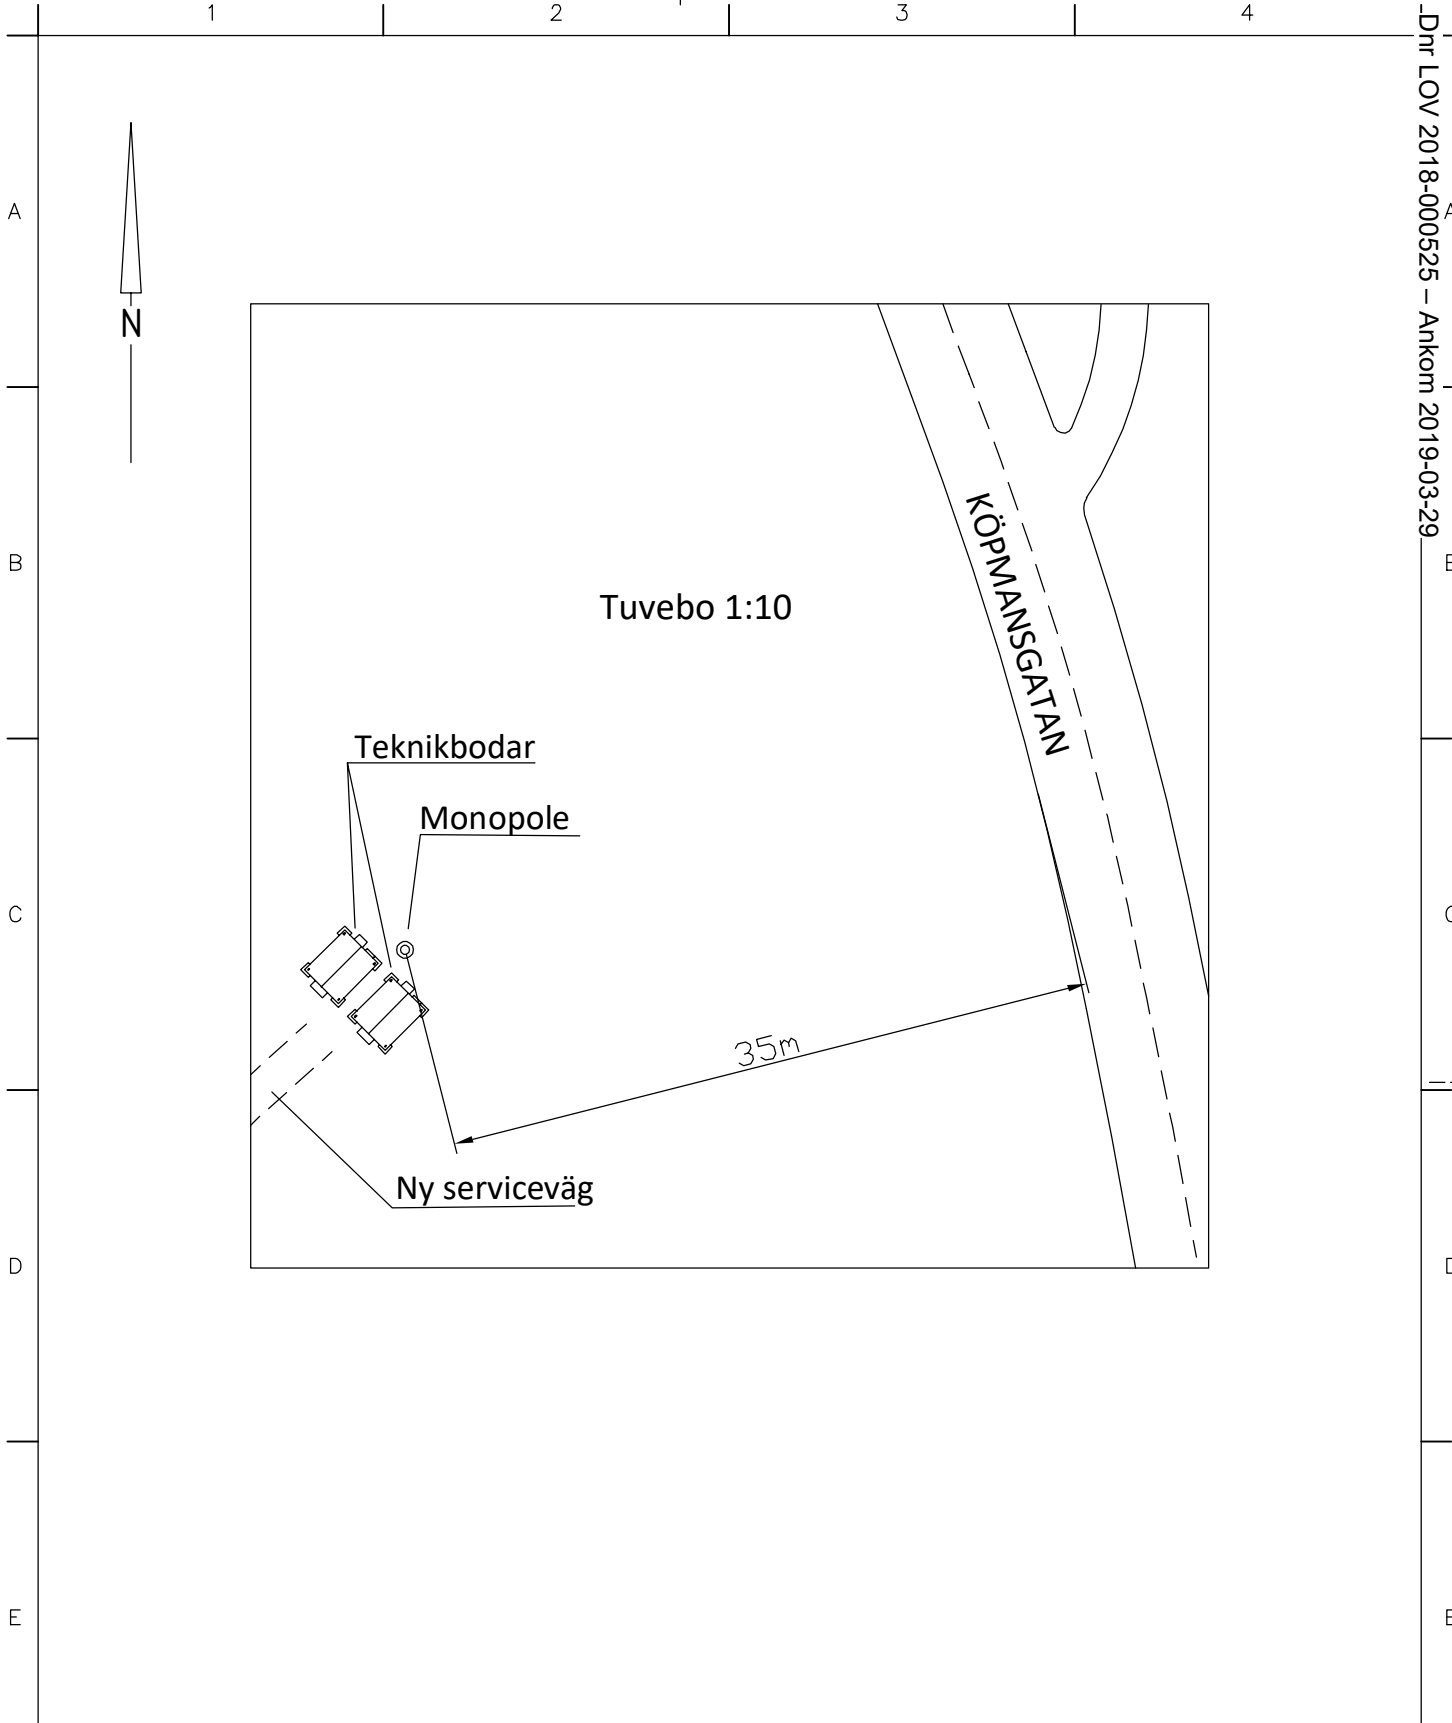 1 2 3 4
Dnr LOV 2018-000525 – Ankom 2019-03-29
A A
N
B
KÖPMANSGATAN
Tuvebo 1:10
Teknikbodar
Monopole
C
35m
Ny serviceväg
D
E